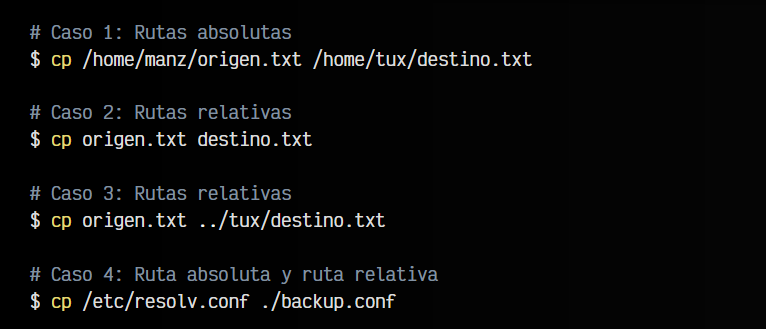 # Caso 1: Rutas absolutas
$ cp /home/manz/origen.txt /home/tux/destino.txt
# Caso 2: Rutas relativas
$ cp origen.txt destino.txt
# Caso 3: Rutas relativas
$ cp origen.txt ../tux/destino.txt
# Caso 4: Ruta absoluta y ruta relativa
$ cp /etc/resolv.conf ./backup.conf